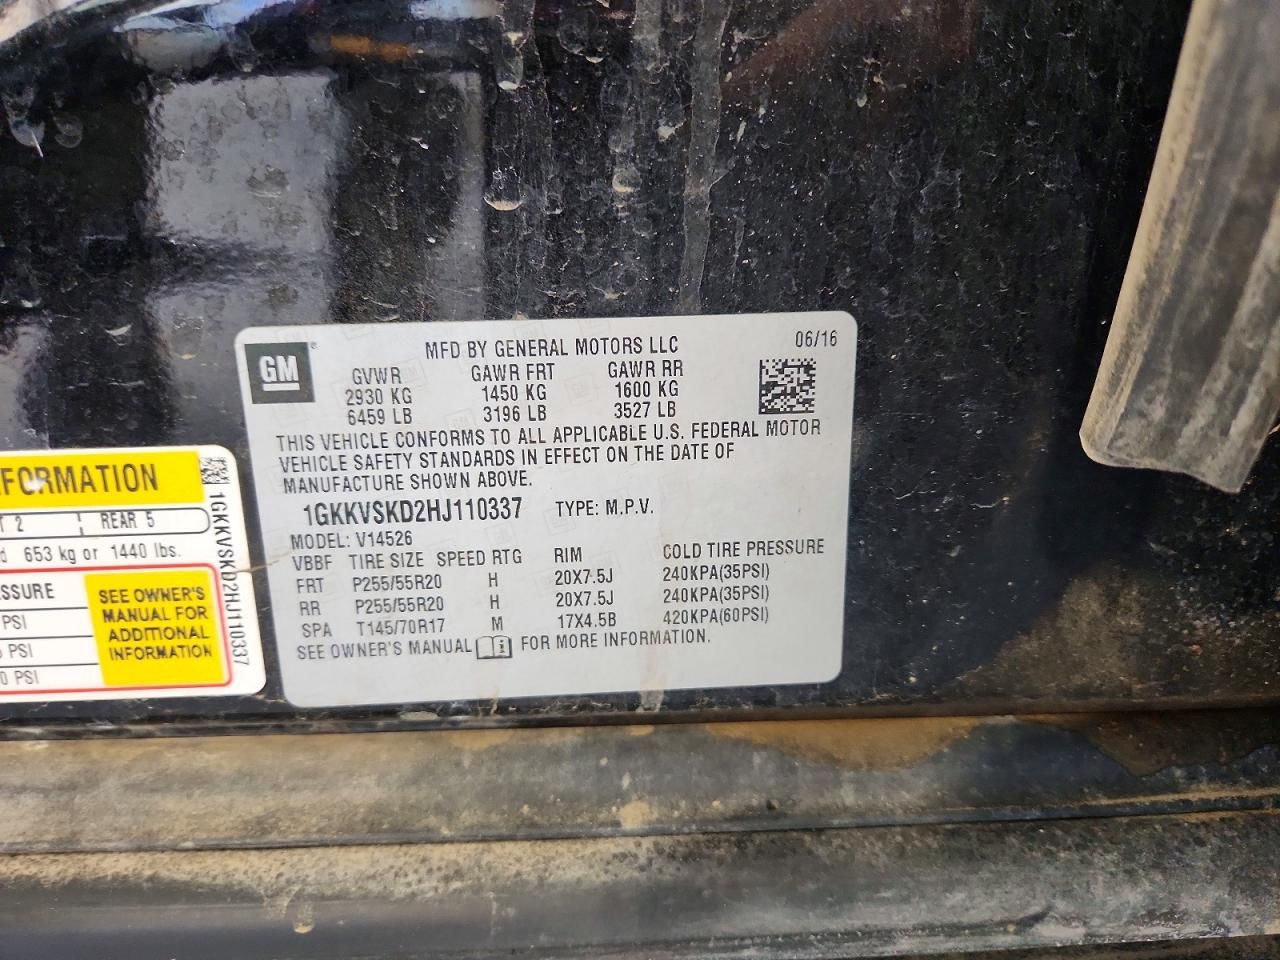 GM
®
MFD BY GENERAL MOTORS LLC
06/16
GVWR GAWR FRT GAWR RR
2930 KG 1450 KG 1600 KG
6459 LB 3196 LB 3527 LB
THIS VEHICLE CONFORMS TO ALL APPLICABLE U.S. FEDERAL MOTOR
VEHICLE SAFETY STANDARDS IN EFFECT ON THE DATE OF
MANUFACTURE SHOWN ABOVE.
1GKKVSKD2HJ110337 TYPE: M.P.V.
MODEL: V14526
VBBF TIRE SIZE SPEED RTG RIM COLD TIRE PRESSURE
FRT P255/55R20 H 20X7.5J 240KPA(35PSI)
RR P255/55R20 H 20X7.5J 240KPA(35PSI)
SPA T145/70R17 M 17X4.5B 420KPA(60PSI)
SEE OWNER'S MANUAL i FOR MORE INFORMATION.
FORMATION
2 REAR 5
653 kg or 1440 lbs.
SSURE
PSI
PSI
0 PSI
SEE OWNER'S
MANUAL FOR
ADDITIONAL
INFORMATION
1GKKVSKD2HJ110337